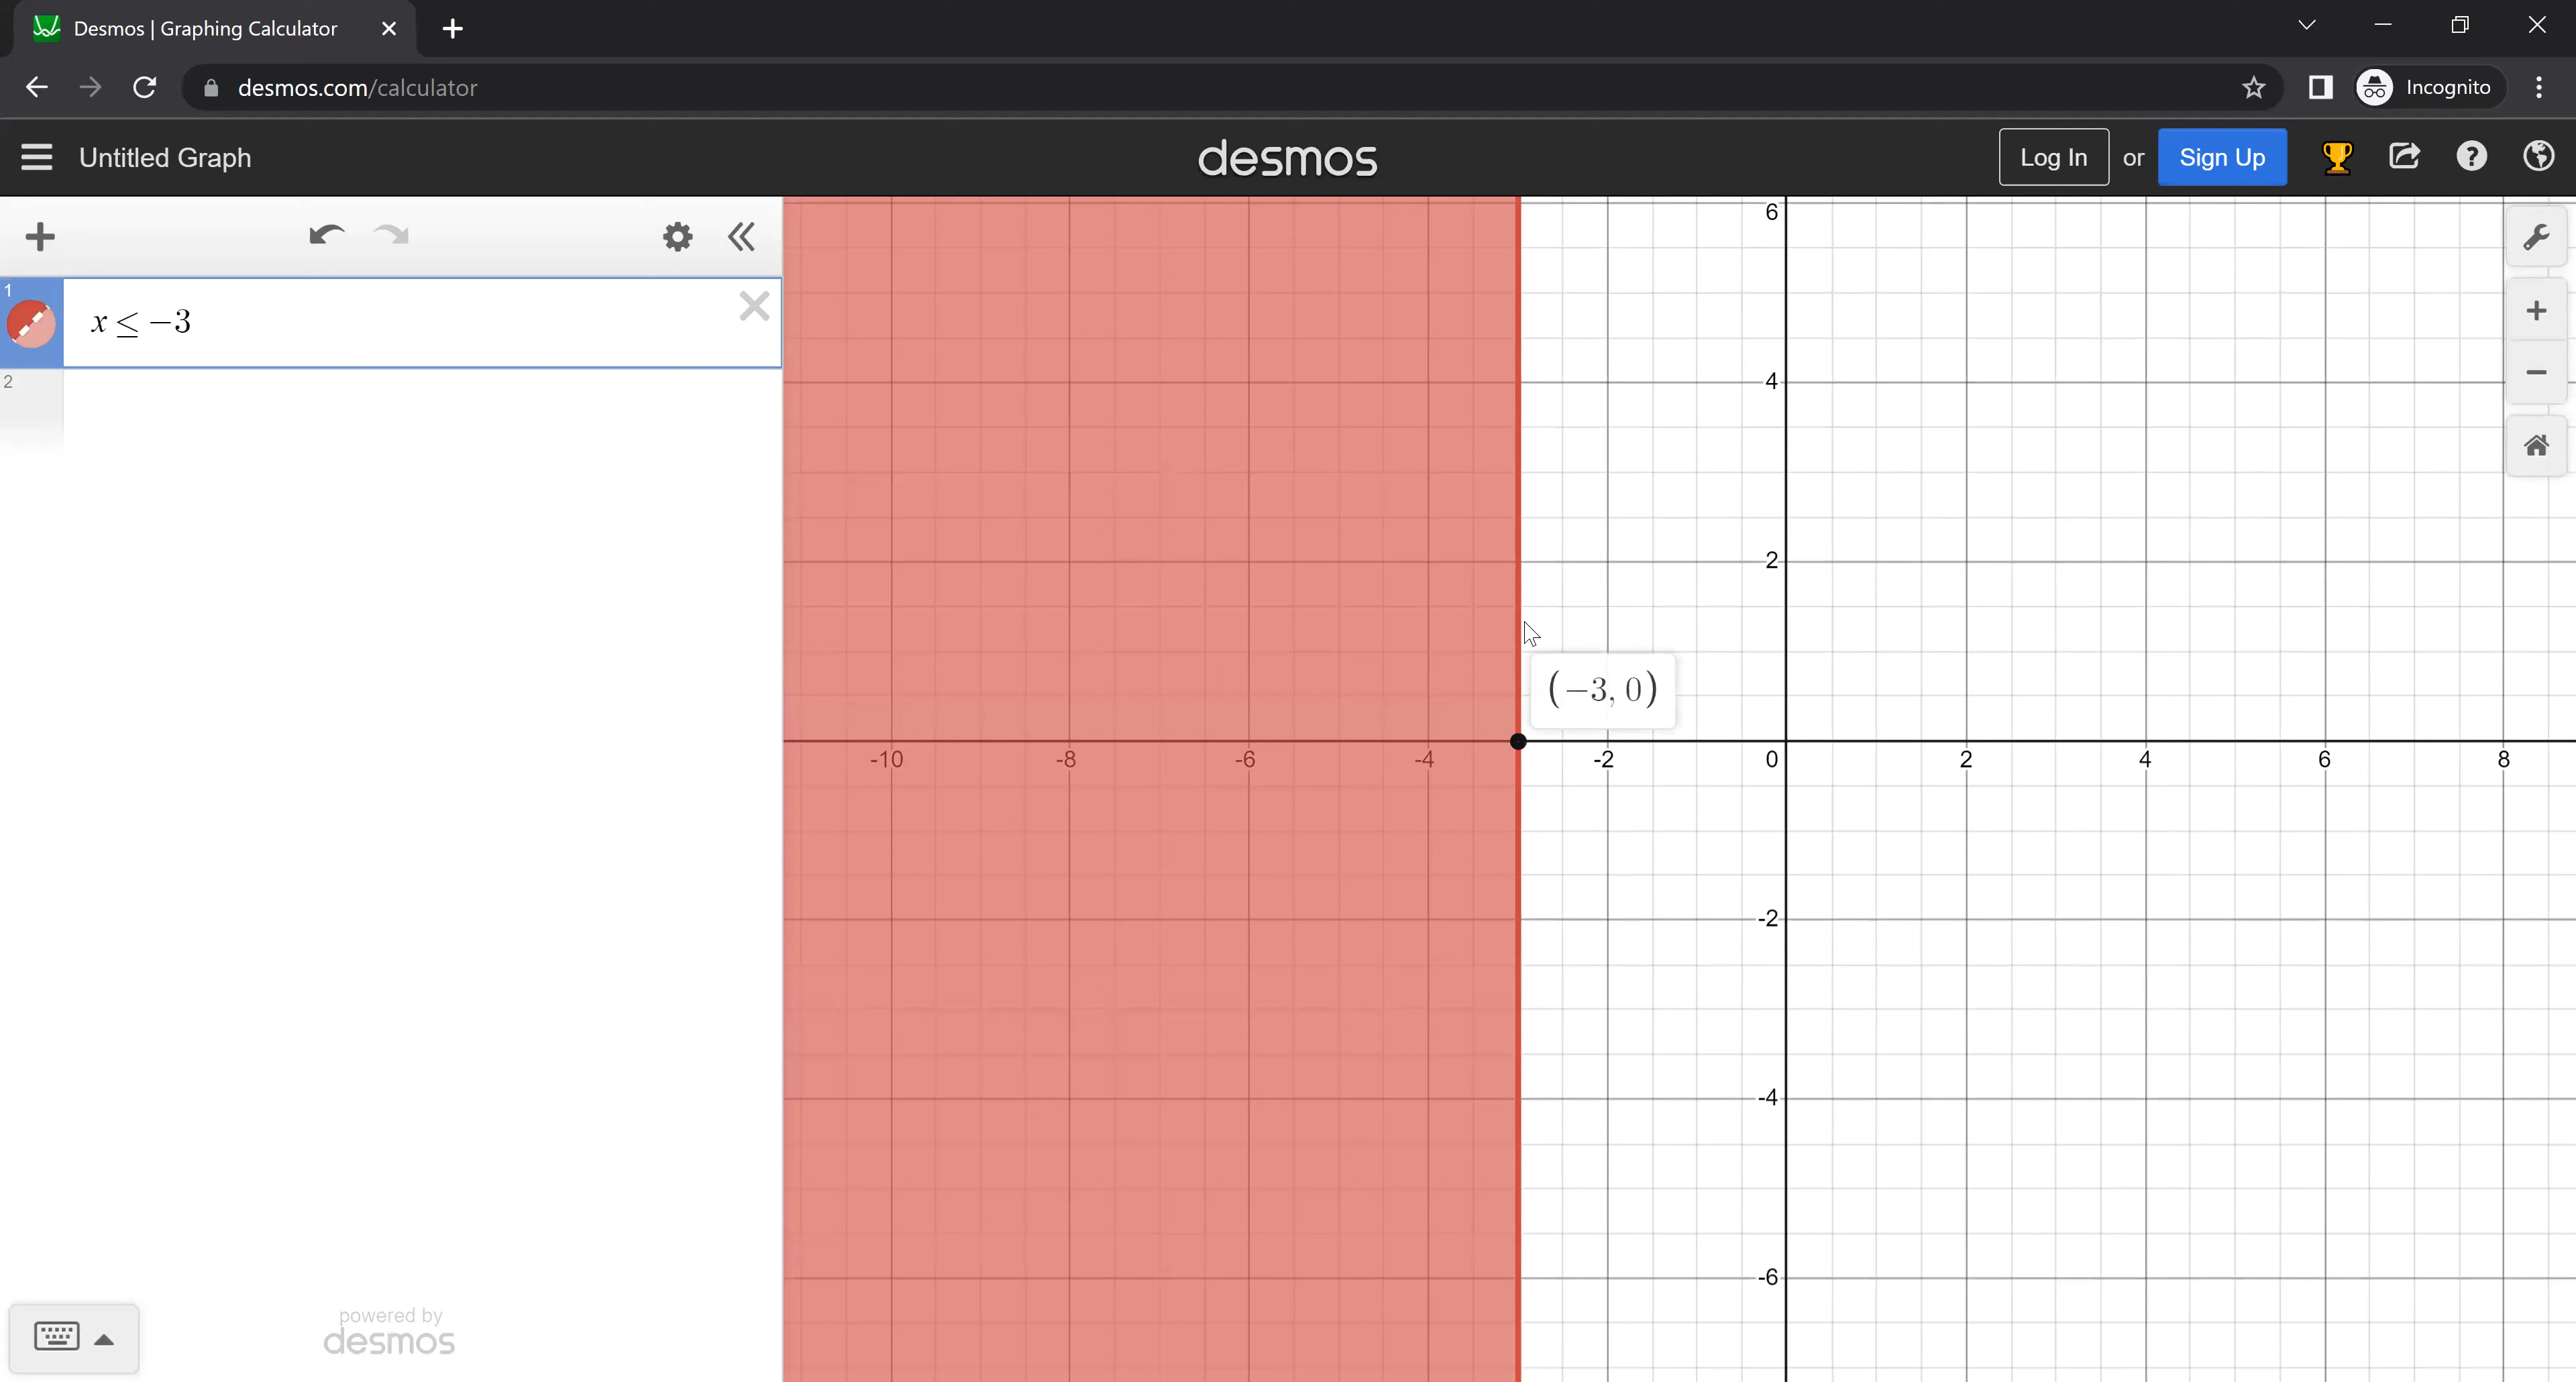 Desmos | Graphing Calculator
desmos.com/calculator
Incognito
Untitled Graph
desmos
Log In or Sign Up
1
x ≤ −3
2
6
4
2
(−3, 0)
-10 -8 -6 -4 -2 0 2 4 6 8
-2
-4
-6
powered by
desmos